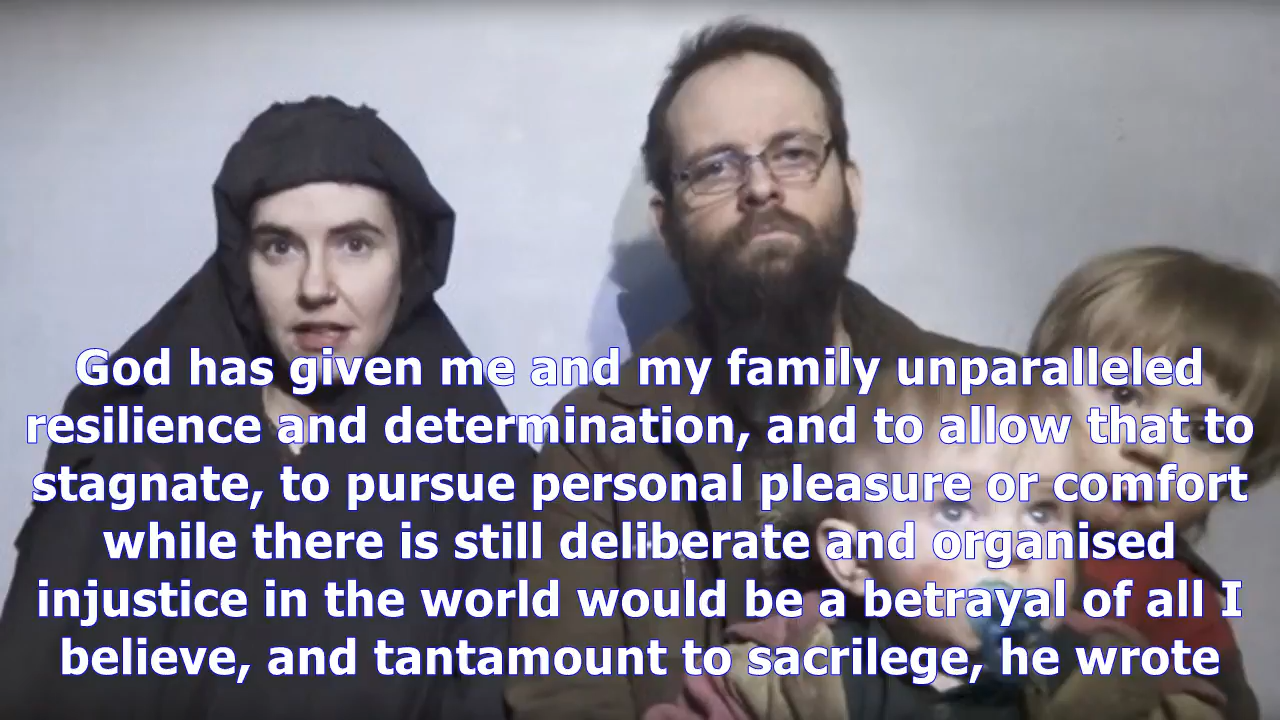 God has given me and my family unparalleled
resilience and determination, and to allow that to
stagnate, to pursue personal pleasure or comfort
while there is still deliberate and organised
injustice in the world would be a betrayal of all I
believe, and tantamount to sacrilege, he wrote